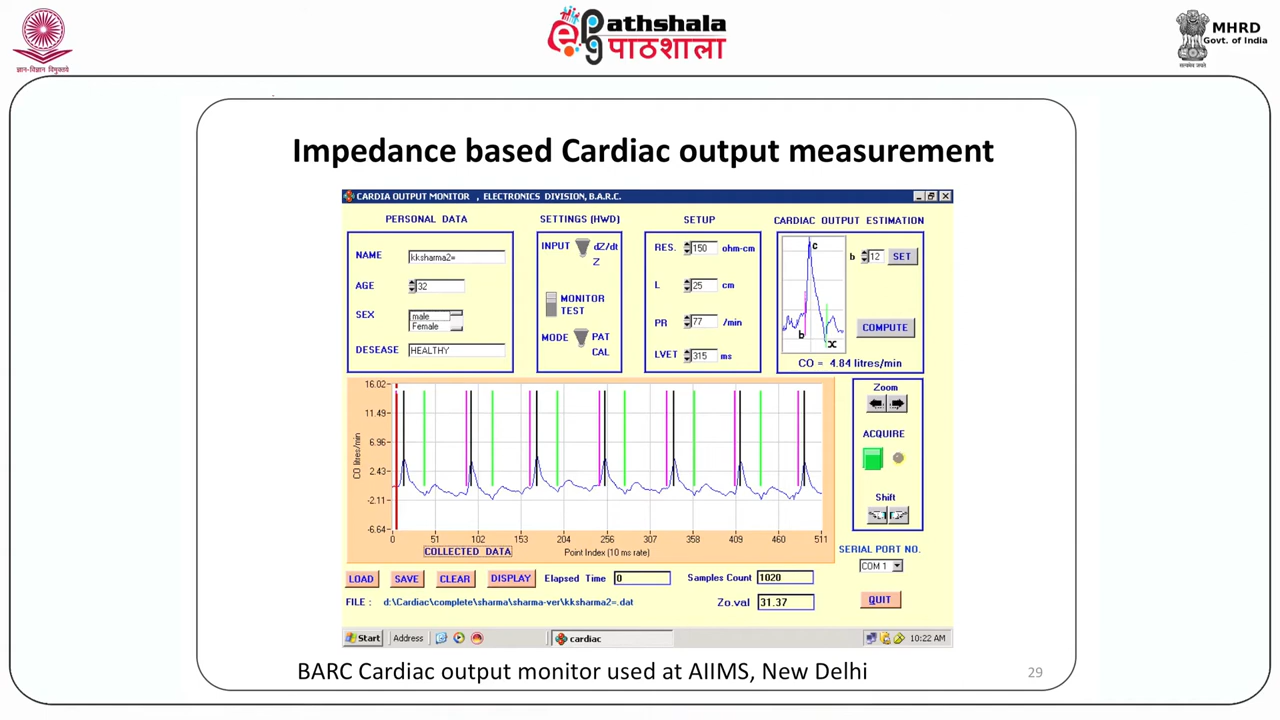 ज्ञान-विज्ञान विमुक्तये
ePathshala
पाठशाला
MHRD
Govt. of India
सत्यमेव जयते
Impedance based Cardiac output measurement
CARDIA OUTPUT MONITOR , ELECTRONICS DIVISION, B.A.R.C.
PERSONAL DATA
NAME kksharma2=
AGE 32
SEX male
Female
DESEASE HEALTHY
SETTINGS (HWD)
INPUT dZ/dt
Z
MONITOR
TEST
MODE PAT
CAL
SETUP
RES. 150 ohm-cm
L 25 cm
PR 77 /min
LVET 315 ms
CARDIAC OUTPUT ESTIMATION
c
b
x
b 12 SET
COMPUTE
CO = 4.84 litres/min
CO litres/min
16.02
11.49
6.96
2.43
-2.11
-6.64
0 51 102 153 204 256 307 358 409 460 511
COLLECTED DATA Point Index (10 ms rate)
Zoom
ACQUIRE
Shift
SERIAL PORT NO.
COM 1
QUIT
LOAD SAVE CLEAR DISPLAY Elapsed Time 0 Samples Count 1020
FILE : d:\Cardiac\complete\sharma\sharma-ver\kksharma2=.dat Zo.val 31.37
Start Address cardiac 10:22 AM
BARC Cardiac output monitor used at AIIMS, New Delhi
29